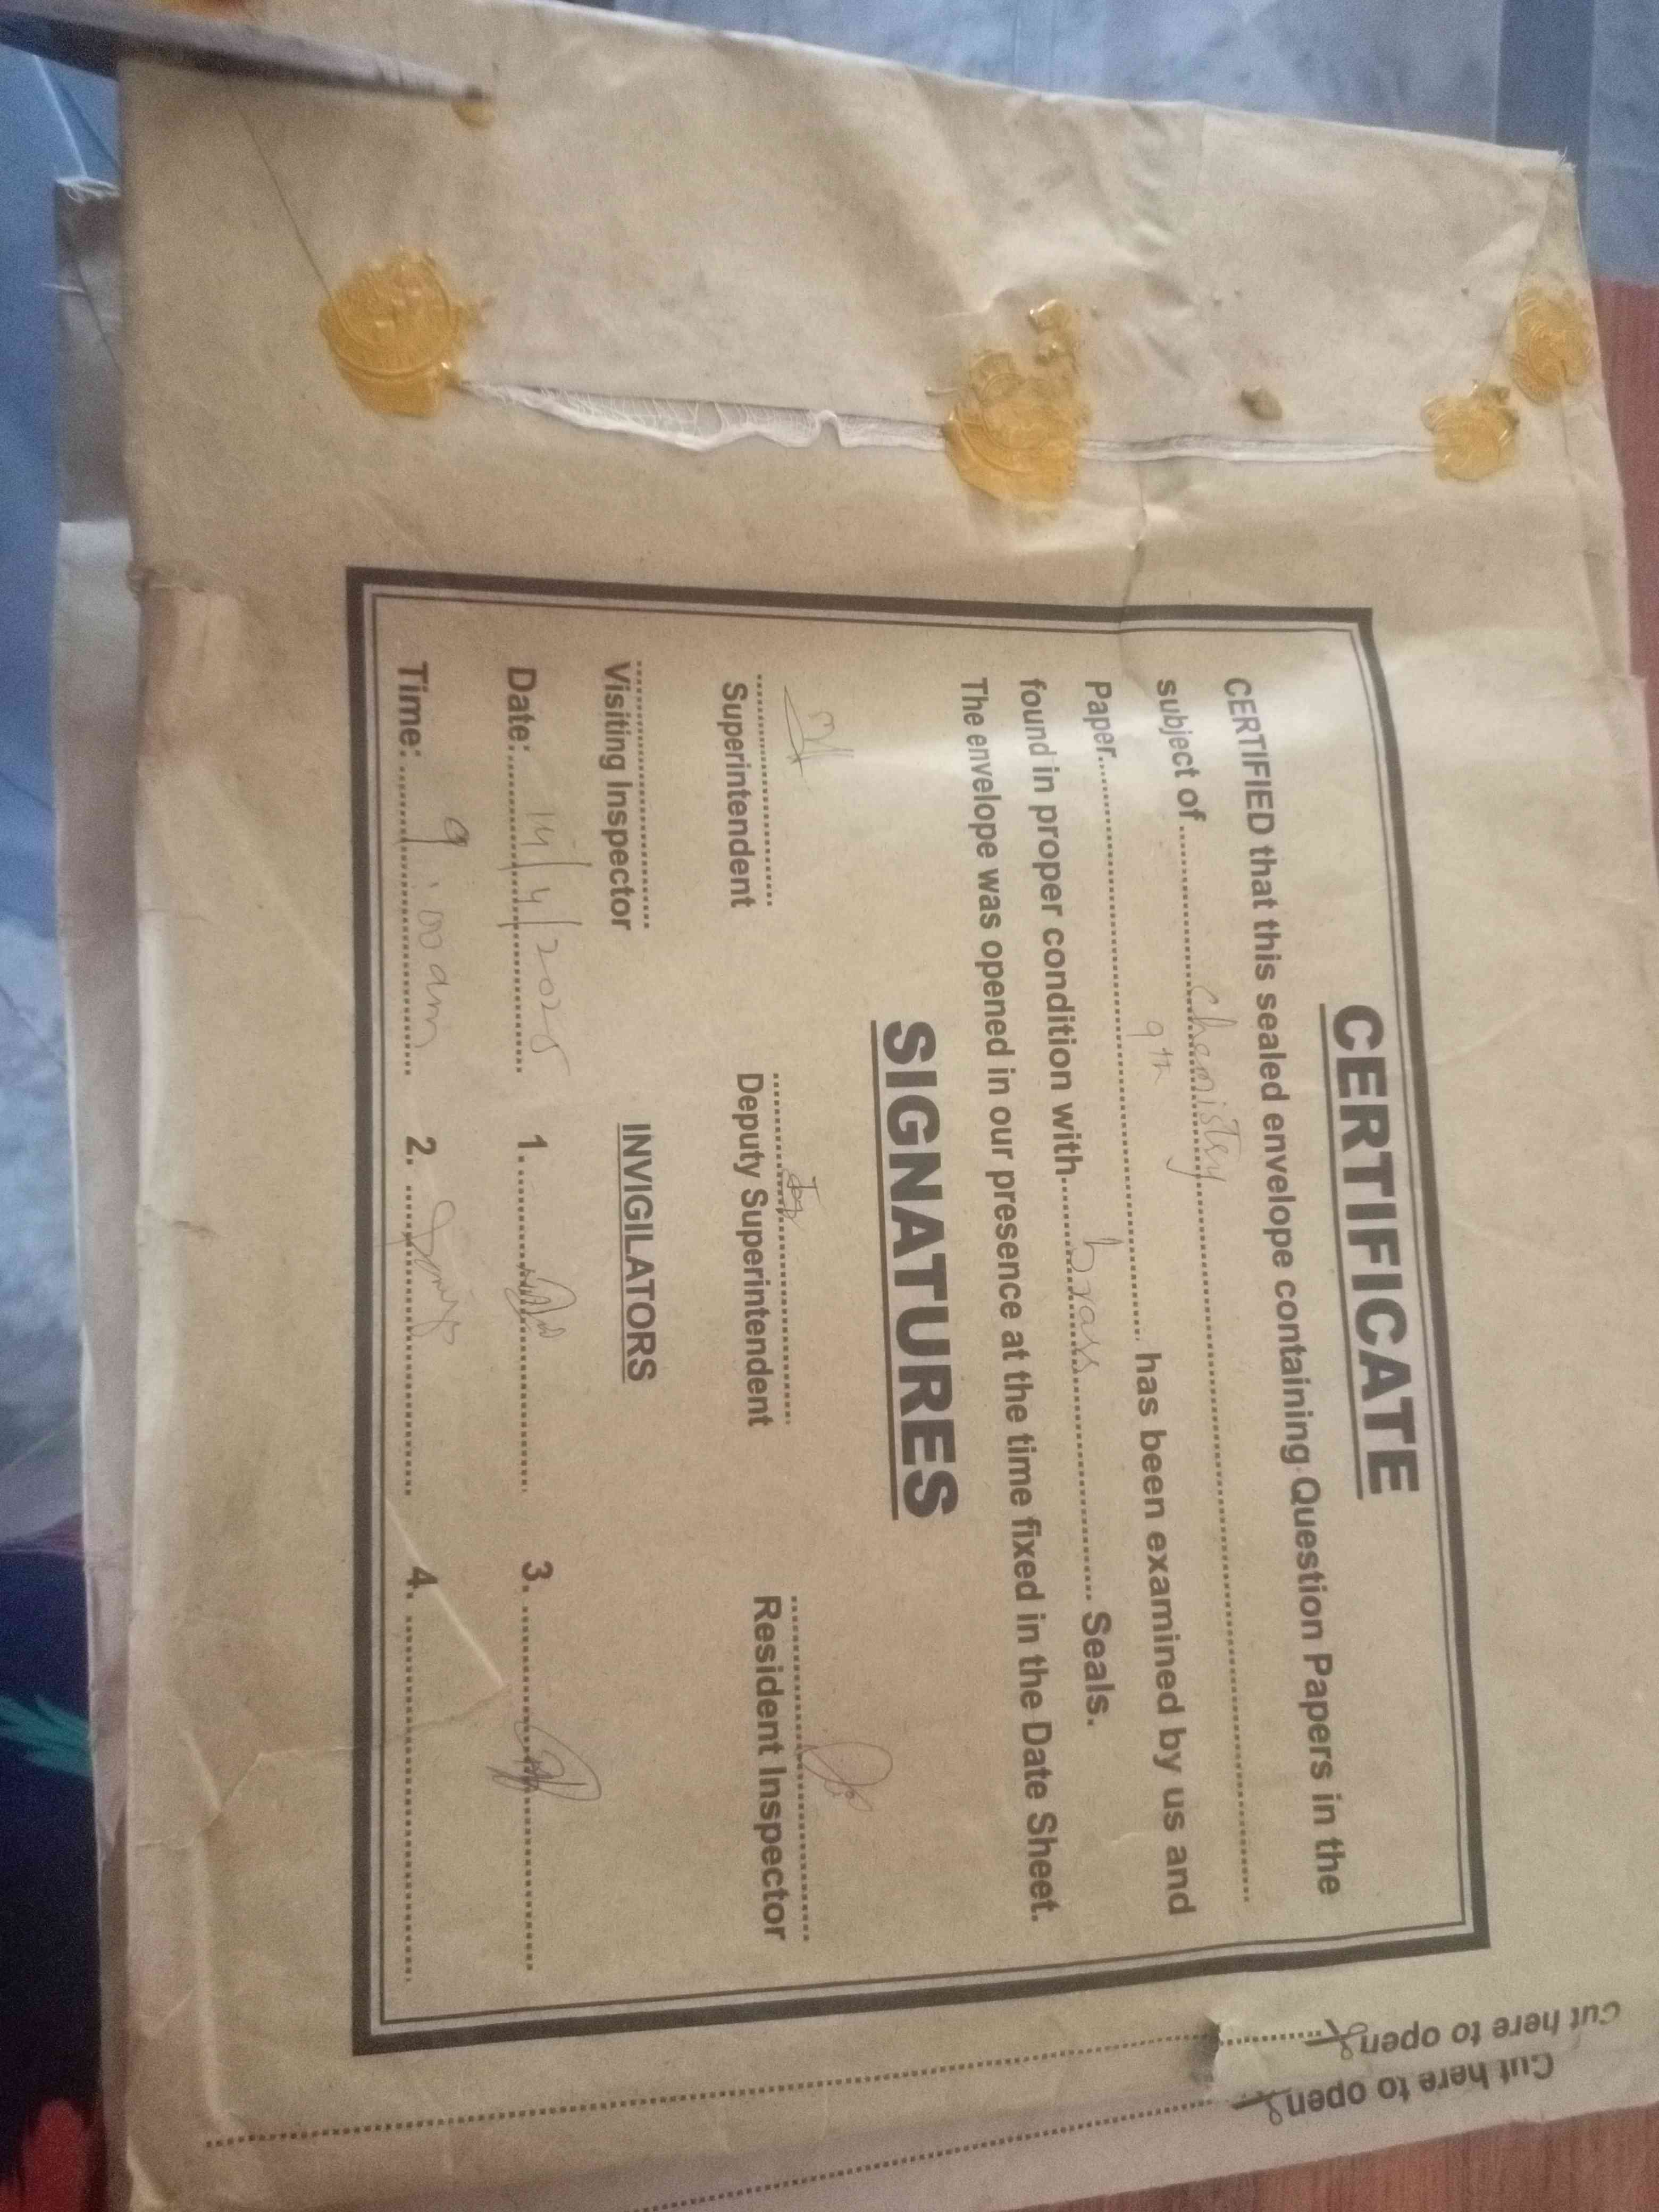 CERTIFICATE
CERTIFIED that this sealed envelope containing Question Papers in the
subject of.......... chemistry ..........
Paper.......... 9th .......... has been examined by us and
found in proper condition with.......... brass .......... Seals.
The envelope was opened in our presence at the time fixed in the Date Sheet.
SIGNATURES
Superintendent Deputy Superintendent Resident Inspector
Visiting Inspector INVIGILATORS
Date: 14/4/2025 1. .......... 3. ..........
Time: 9:00 am 2. .......... 4. ..........
Cut here to open
Cut here to open